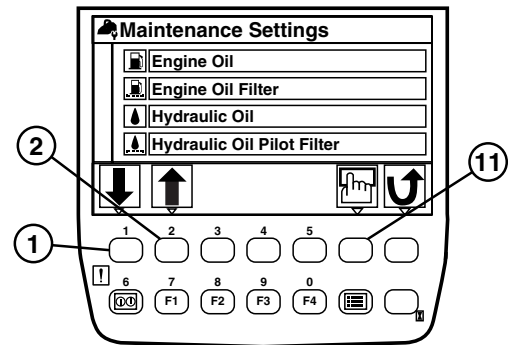 Maintenance Settings
Engine Oil
Engine Oil Filter
Hydraulic Oil
Hydraulic Oil Pilot Filter
2
11
1
1 2 3 4 5
!
6 7 8 9 0
F1 F2 F3 F4